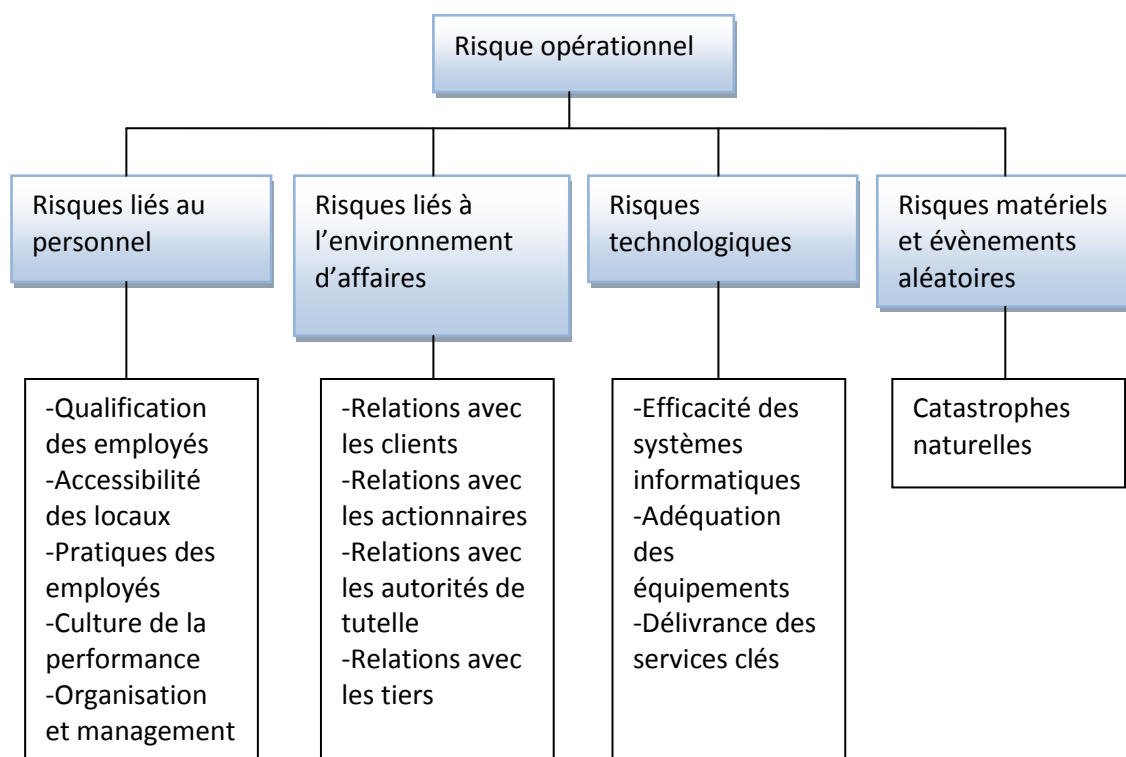 Risque opérationnel
Risques liés au
personnel
Risques liés à
l’environnement
d’affaires
Risques
technologiques
Risques matériels
et évènements
aléatoires
-Qualification
des employés
-Accessibilité
des locaux
-Pratiques des
employés
-Culture de la
performance
-Organisation
et management
-Relations avec
les clients
-Relations avec
les actionnaires
-Relations avec
les autorités de
tutelle
-Relations avec
les tiers
-Efficacité des
systèmes
informatiques
-Adéquation
des
équipements
-Délivrance des
services clés
Catastrophes
naturelles